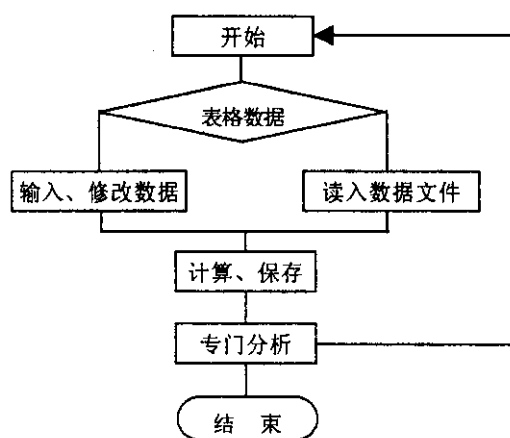 开始
表格数据
输入、修改数据
读入数据文件
计算、保存
专门分析
结 束